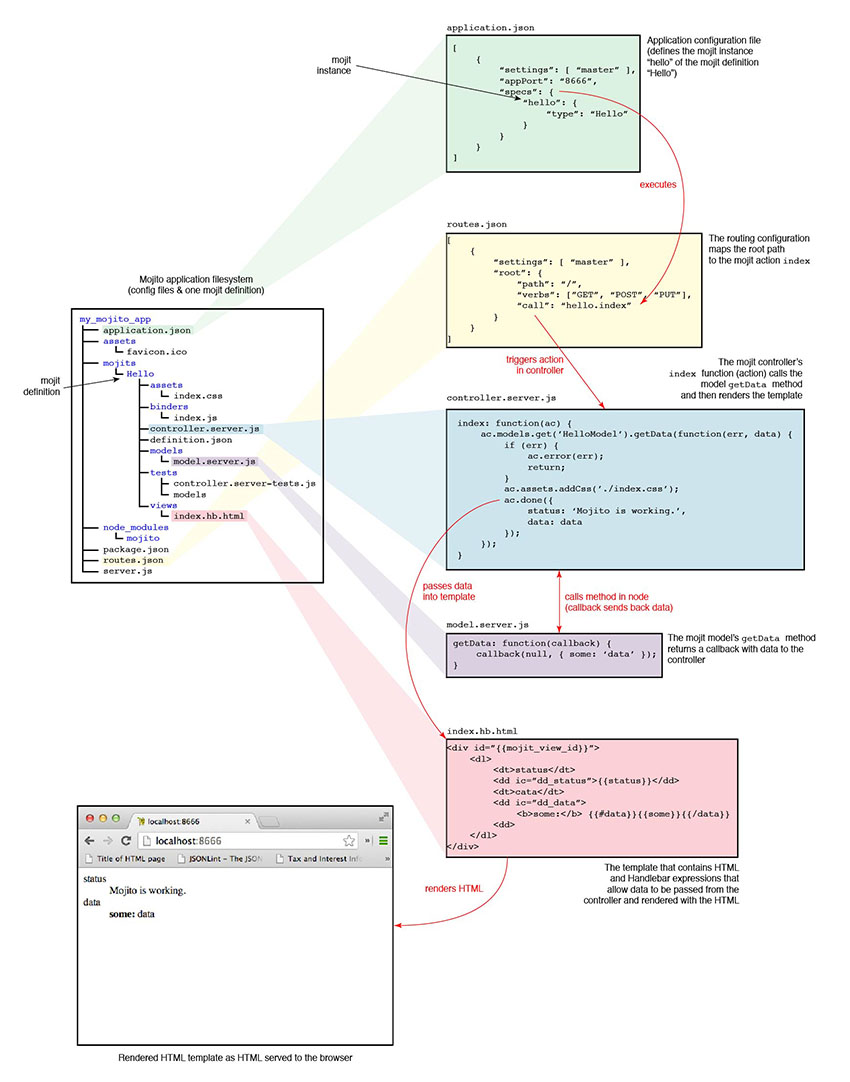 application.json
[
{
“settings”: [ “master” ],
“appPort”: “8666”,
“specs”: {
“hello”: {
“type”: “Hello”
}
}
}
]
Application configuration file
(defines the mojit instance
“hello” of the mojit definition
“Hello”)
mojit
instance
executes
routes.json
[
{
“settings”: [ “master” ],
“root”: {
“path”: “/”,
“verbs”: [“GET”, “POST”, “PUT”],
“call”: “hello.index”
}
}
]
The routing configuration
maps the root path
to the mojit action index
Mojito application filesystem
(config files & one mojit definition)
my_mojito_app
application.json
assets
favicon.ico
mojits
Hello
assets
index.css
binders
index.js
controller.server.js
definition.json
models
model.server.js
tests
controller.server-tests.js
models
views
index.hb.html
node_modules
mojito
package.json
routes.json
server.js
mojit
definition
triggers action
in controller
The mojit controller’s
index function (action) calls the
model getData method
and then renders the template
controller.server.js
index: function(ac) {
ac.models.get(‘HelloModel’).getData(function(err, data) {
if (err) {
ac.error(err);
return;
}
ac.assets.addCss(‘./index.css’);
ac.done({
status: ‘Mojito is working.’,
data: data
});
});
}
passes data
into template
calls method in node
(callback sends back data)
model.server.js
getData: function(callback) {
callback(null, { some: ‘data’ });
}
The mojit model’s getData method
returns a callback with data to the
controller
index.hb.html
<div id=”{{mojit_view_id}}”>
<dl>
<dt>status</dt>
<dd ic=”dd_status”>{{status}}</dd>
<dt>cata</dt>
<dd ic=”dd_data”>
<b>some:</b> {{#data}}{{some}}{{/data}}
<dd>
</dl>
</div>
The template that contains HTML
and Handlebar expressions that
allow data to be passed from the
controller and rendered with the HTML
renders HTML
localhost:8666
localhost:8666
Title of HTML page
JSONLint – The JSON
Tax and Interest Info
status
Mojito is working.
data
some: data
Rendered HTML template as HTML served to the browser